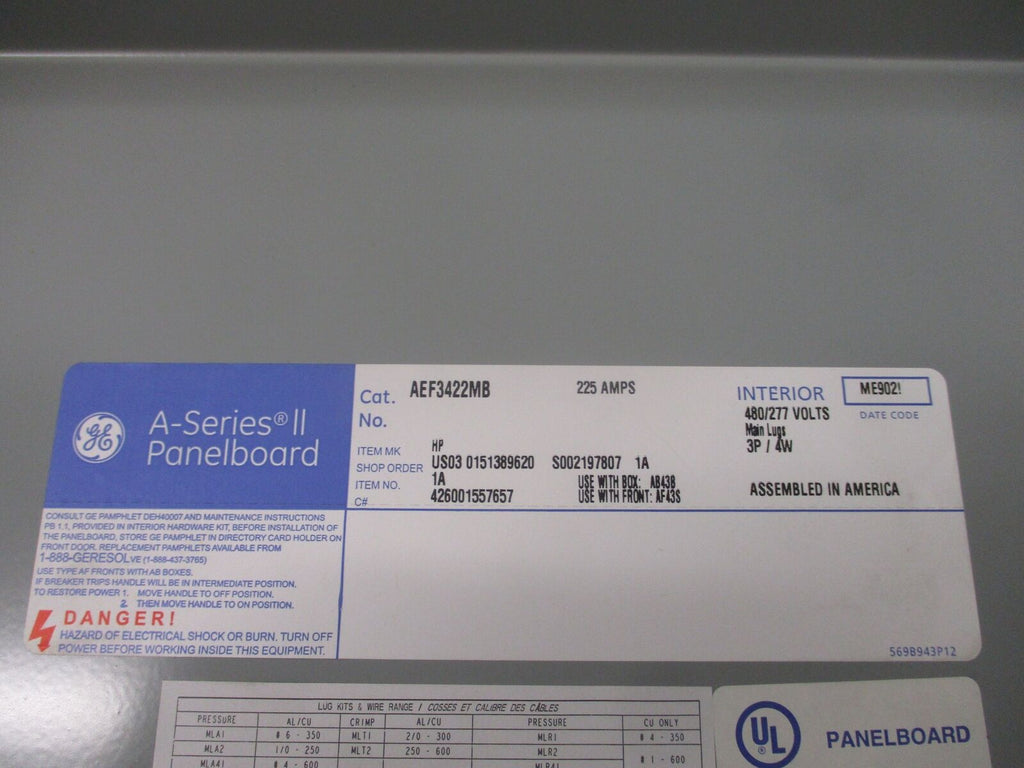 GE
A-Series® II
Panelboard
Cat. No. AEF3422MB 225 AMPS
INTERIOR
ME902!
DATE CODE
480/277 VOLTS
Main Lugs
3P / 4W
ITEM MK HP
SHOP ORDER US03 0151389620 S002197807 1A
ITEM NO. 1A USE WITH BOX: AB43B
C# 426001557657 USE WITH FRONT: AF43S
ASSEMBLED IN AMERICA
CONSULT GE PAMPHLET DEH40007 AND MAINTENANCE INSTRUCTIONS
PB 1.1, PROVIDED IN INTERIOR HARDWARE KIT, BEFORE INSTALLATION OF
THE PANELBOARD, STORE GE PAMPHLET IN DIRECTORY CARD HOLDER ON
FRONT DOOR. REPLACEMENT PAMPHLETS AVAILABLE FROM
1-888-GERESOLVE (1-888-437-3765)
USE TYPE AF FRONTS WITH AB BOXES.
IF BREAKER TRIPS HANDLE WILL BE IN INTERMEDIATE POSITION.
TO RESTORE POWER 1. MOVE HANDLE TO OFF POSITION.
2. THEN MOVE HANDLE TO ON POSITION.
DANGER!
HAZARD OF ELECTRICAL SHOCK OR BURN. TURN OFF
POWER BEFORE WORKING INSIDE THIS EQUIPMENT.
569B943P12
LUG KITS & WIRE RANGE / COSSES ET CALIBRE DES CÂBLES
PRESSURE AL/CU CRIMP AL/CU PRESSURE CU ONLY
MLA1 # 6 - 350 MLT1 2/0 - 300 MLR1 # 4 - 350
MLA2 1/0 - 250 MLT2 250 - 600 MLR2 # 1 - 600
MLA41 # 4 - 600 MLR41
UL
PANELBOARD